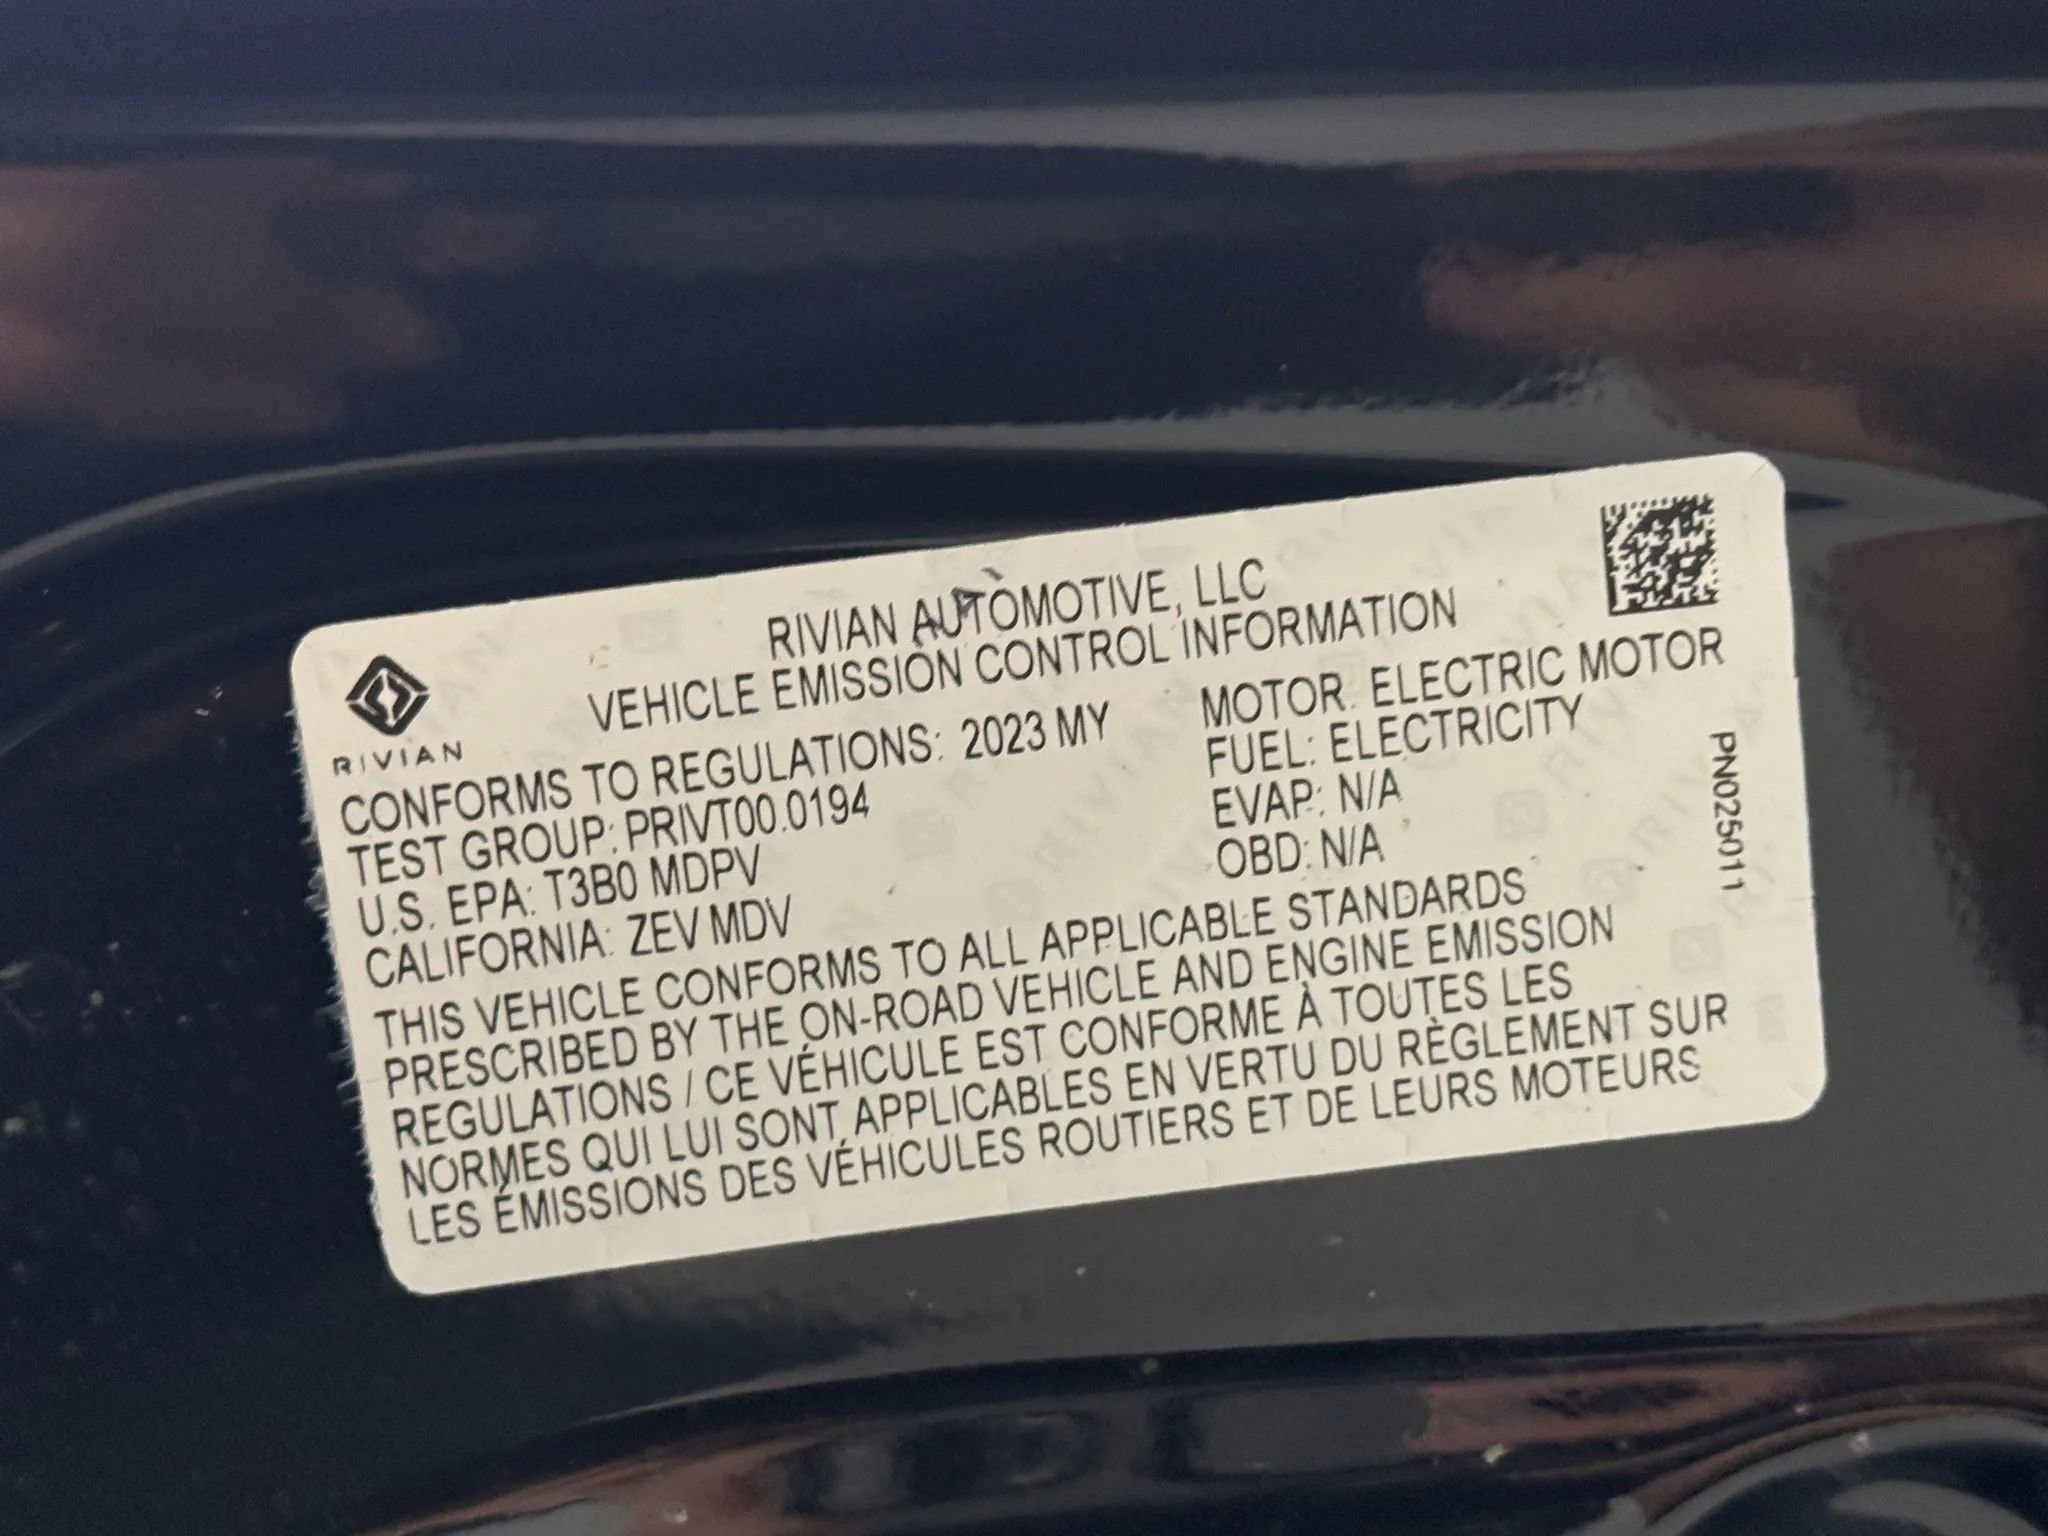 RIVIAN AUTOMOTIVE, LLC
VEHICLE EMISSION CONTROL INFORMATION
RIVIAN
CONFORMS TO REGULATIONS: 2023 MY
TEST GROUP: PRIVT00.0194
U.S. EPA: T3B0 MDPV
CALIFORNIA: ZEV MDV
MOTOR: ELECTRIC MOTOR
FUEL: ELECTRICITY
EVAP: N/A
OBD: N/A
PN025011
THIS VEHICLE CONFORMS TO ALL APPLICABLE STANDARDS
PRESCRIBED BY THE ON-ROAD VEHICLE AND ENGINE EMISSION
REGULATIONS / CE VÉHICULE EST CONFORME À TOUTES LES
NORMES QUI LUI SONT APPLICABLES EN VERTU DU RÈGLEMENT SUR
LES ÉMISSIONS DES VÉHICULES ROUTIERS ET DE LEURS MOTEURS